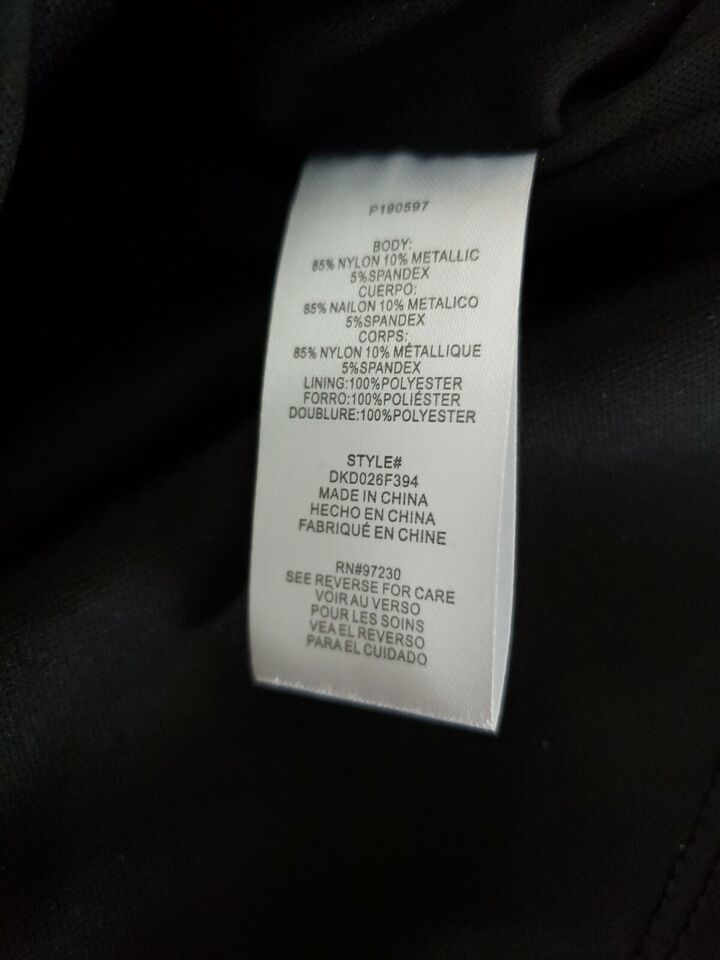 P190597
BODY:
85% NYLON 10% METALLIC
5%SPANDEX
CUERPO:
85% NAILON 10% METALICO
5%SPANDEX
CORPS:
85% NYLON 10% MÉTALLIQUE
5%SPANDEX
LINING:100%POLYESTER
FORRO:100%POLIÉSTER
DOUBLURE:100%POLYESTER
STYLE#
DKD026F394
MADE IN CHINA
HECHO EN CHINA
FABRIQUÉ EN CHINE
RN#97230
SEE REVERSE FOR CARE
VOIR AU VERSO
POUR LES SOINS
VEA EL REVERSO
PARA EL CUIDADO